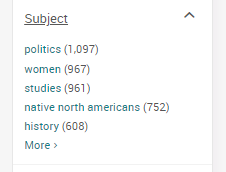 Subject
politics (1,097)
women (967)
studies (961)
native north americans (752)
history (608)
More ›